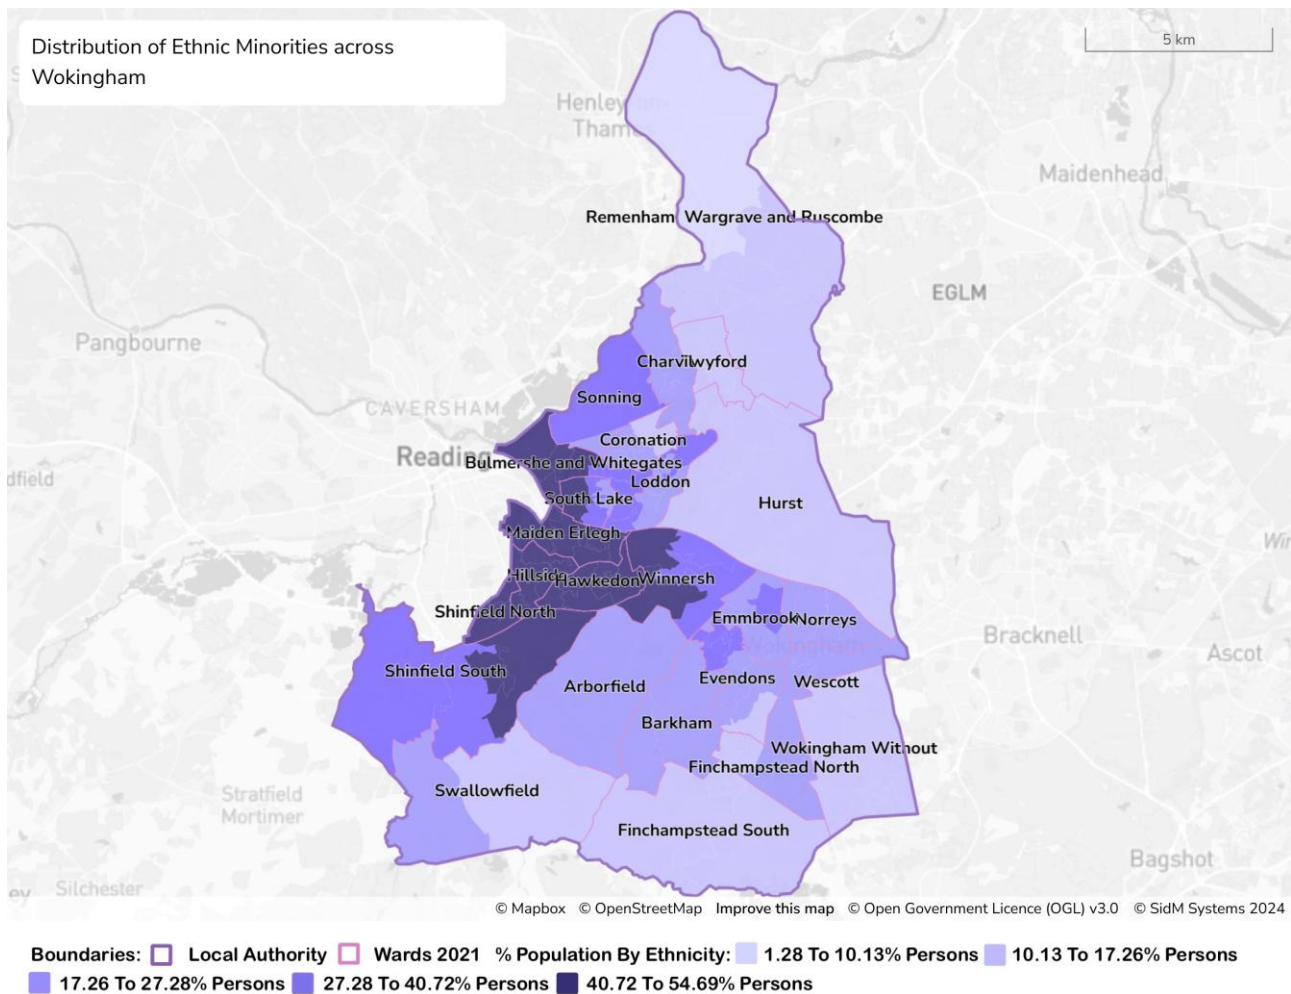 Distribution of Ethnic Minorities across
Wokingham
5 km
Maidenhead
Remenham, Wargrave and Ruscombe
EGLM
Pangbourne
Charvil
Twyford
Sonning
CAVERSHAM
Coronation
Reading
Bulmershe and Whitegates
Loddon
South Lake
Hurst
Maiden Erlegh
Hillside
Hawkedon
Winnersh
Shinfield North
Emmbrook
Norreys
Bracknell
Wokingham
Ascot
Shinfield South
Evendons
Wescott
Arborfield
Barkham
Wokingham Without
Finchampstead North
Swallowfield
Stratfield
Mortimer
Finchampstead South
Bagshot
Silchester
© Mapbox © OpenStreetMap Improve this map © Open Government Licence (OGL) v3.0 © SidM Systems 2024
Boundaries: Local Authority Wards 2021 % Population By Ethnicity: 1.28 To 10.13% Persons 10.13 To 17.26% Persons
17.26 To 27.28% Persons 27.28 To 40.72% Persons 40.72 To 54.69% Persons